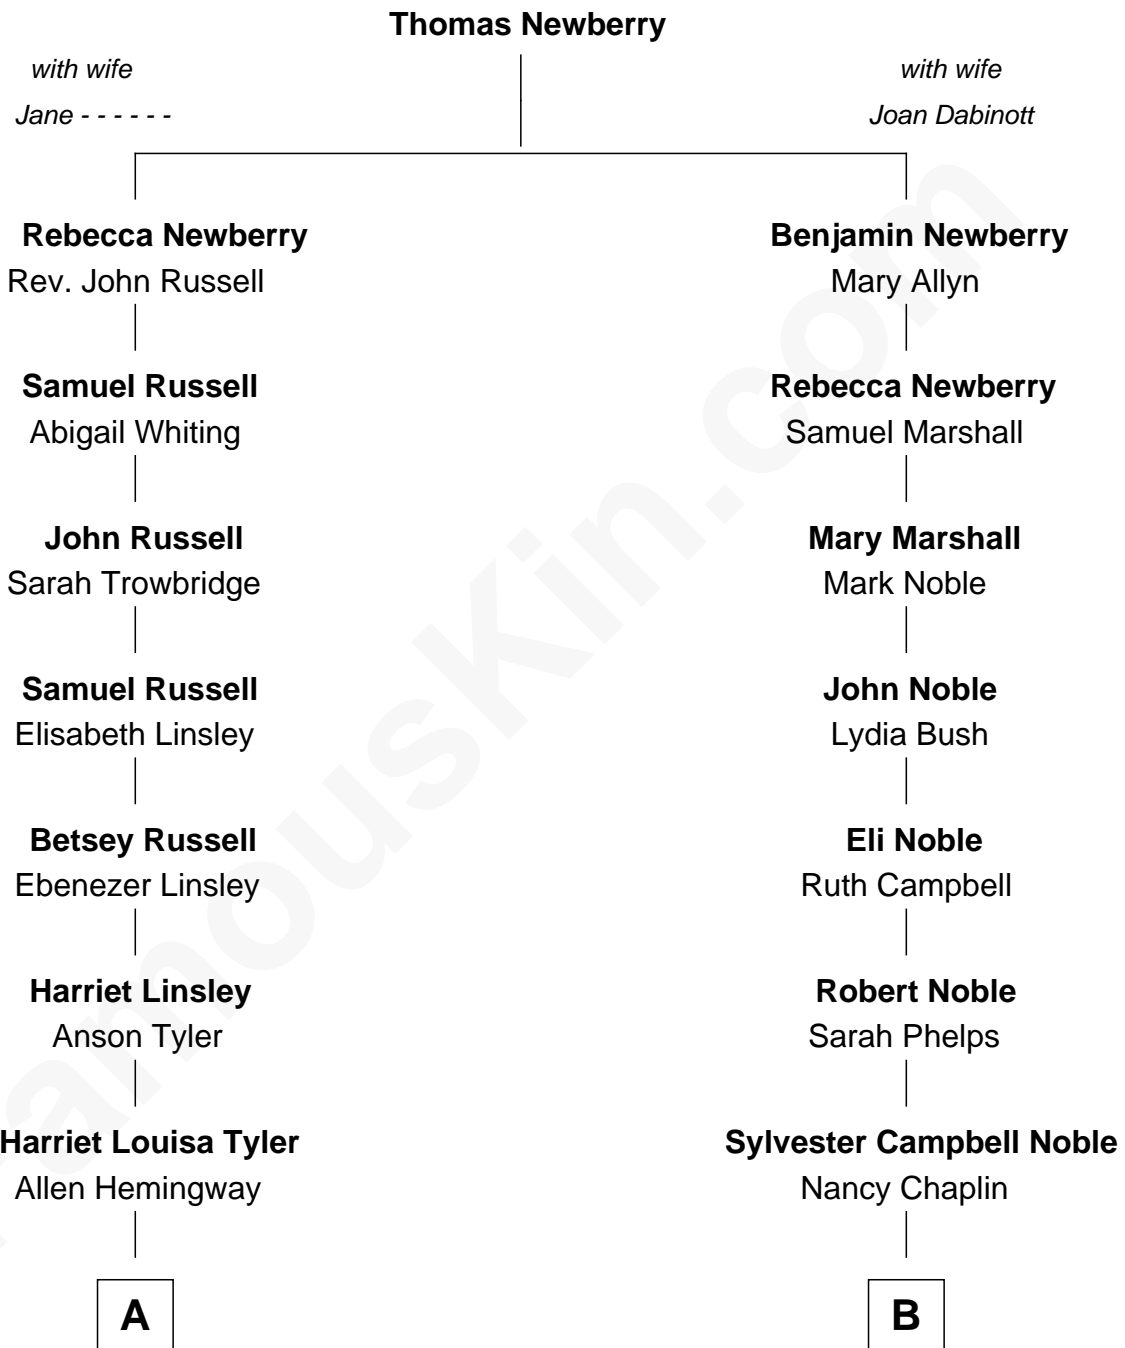 Thomas Newberry
with wife
Jane - - - - - -
with wife
Joan Dabinott
Rebecca Newberry
Rev. John Russell
Benjamin Newberry
Mary Allyn
Samuel Russell
Abigail Whiting
Rebecca Newberry
Samuel Marshall
John Russell
Sarah Trowbridge
Mary Marshall
Mark Noble
Samuel Russell
Elisabeth Linsley
John Noble
Lydia Bush
Betsey Russell
Ebenezer Linsley
Eli Noble
Ruth Campbell
Harriet Linsley
Anson Tyler
Robert Noble
Sarah Phelps
Harriet Louisa Tyler
Allen Hemingway
Sylvester Campbell Noble
Nancy Chaplin
A
B
FamousKin.com